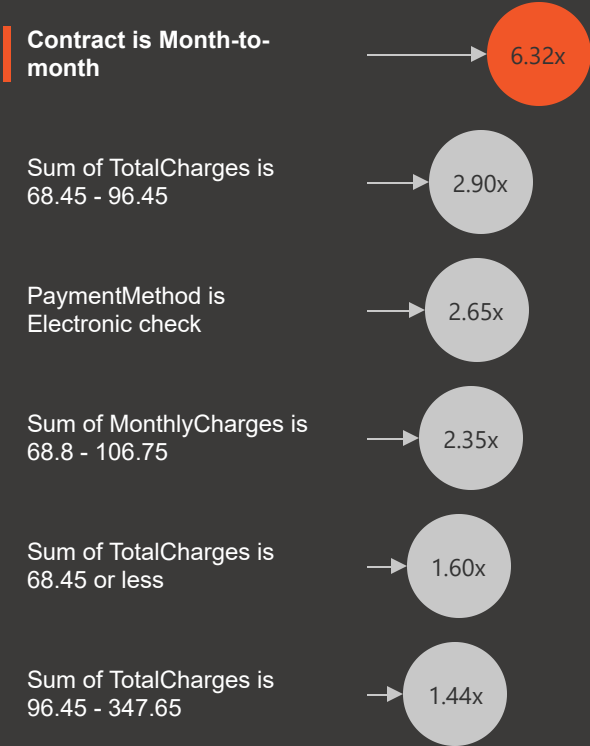 Contract is Month-to-
month
6.32x
Sum of TotalCharges is
68.45 - 96.45
2.90x
PaymentMethod is
Electronic check
2.65x
Sum of MonthlyCharges is
68.8 - 106.75
2.35x
Sum of TotalCharges is
68.45 or less
1.60x
Sum of TotalCharges is
96.45 - 347.65
1.44x